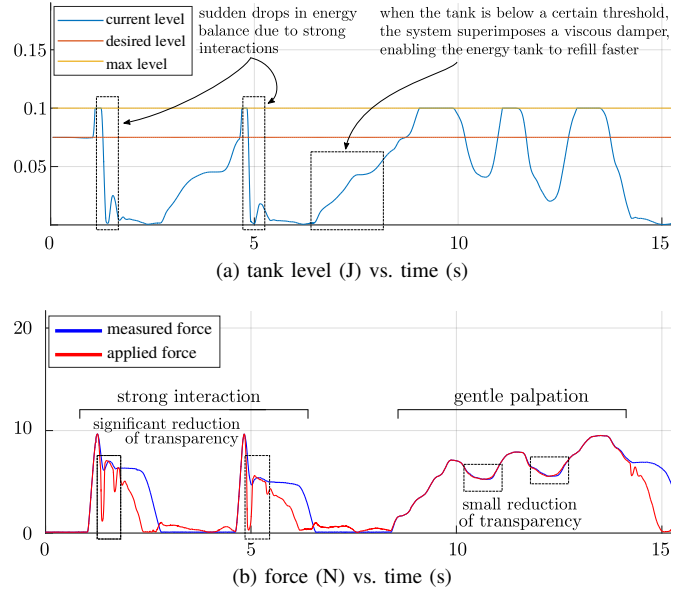 current level
desired level
max level
sudden drops in energy
balance due to strong
interactions
when the tank is below a certain threshold,
the system superimposes a viscous damper,
enabling the energy tank to refill faster
0.15
0.1
0.05
0 5 10 15
(a) tank level (J) vs. time (s)
measured force
applied force
20
10
0
strong interaction
significant reduction
of transparency
gentle palpation
small reduction
of transparency
0 5 10 15
(b) force (N) vs. time (s)